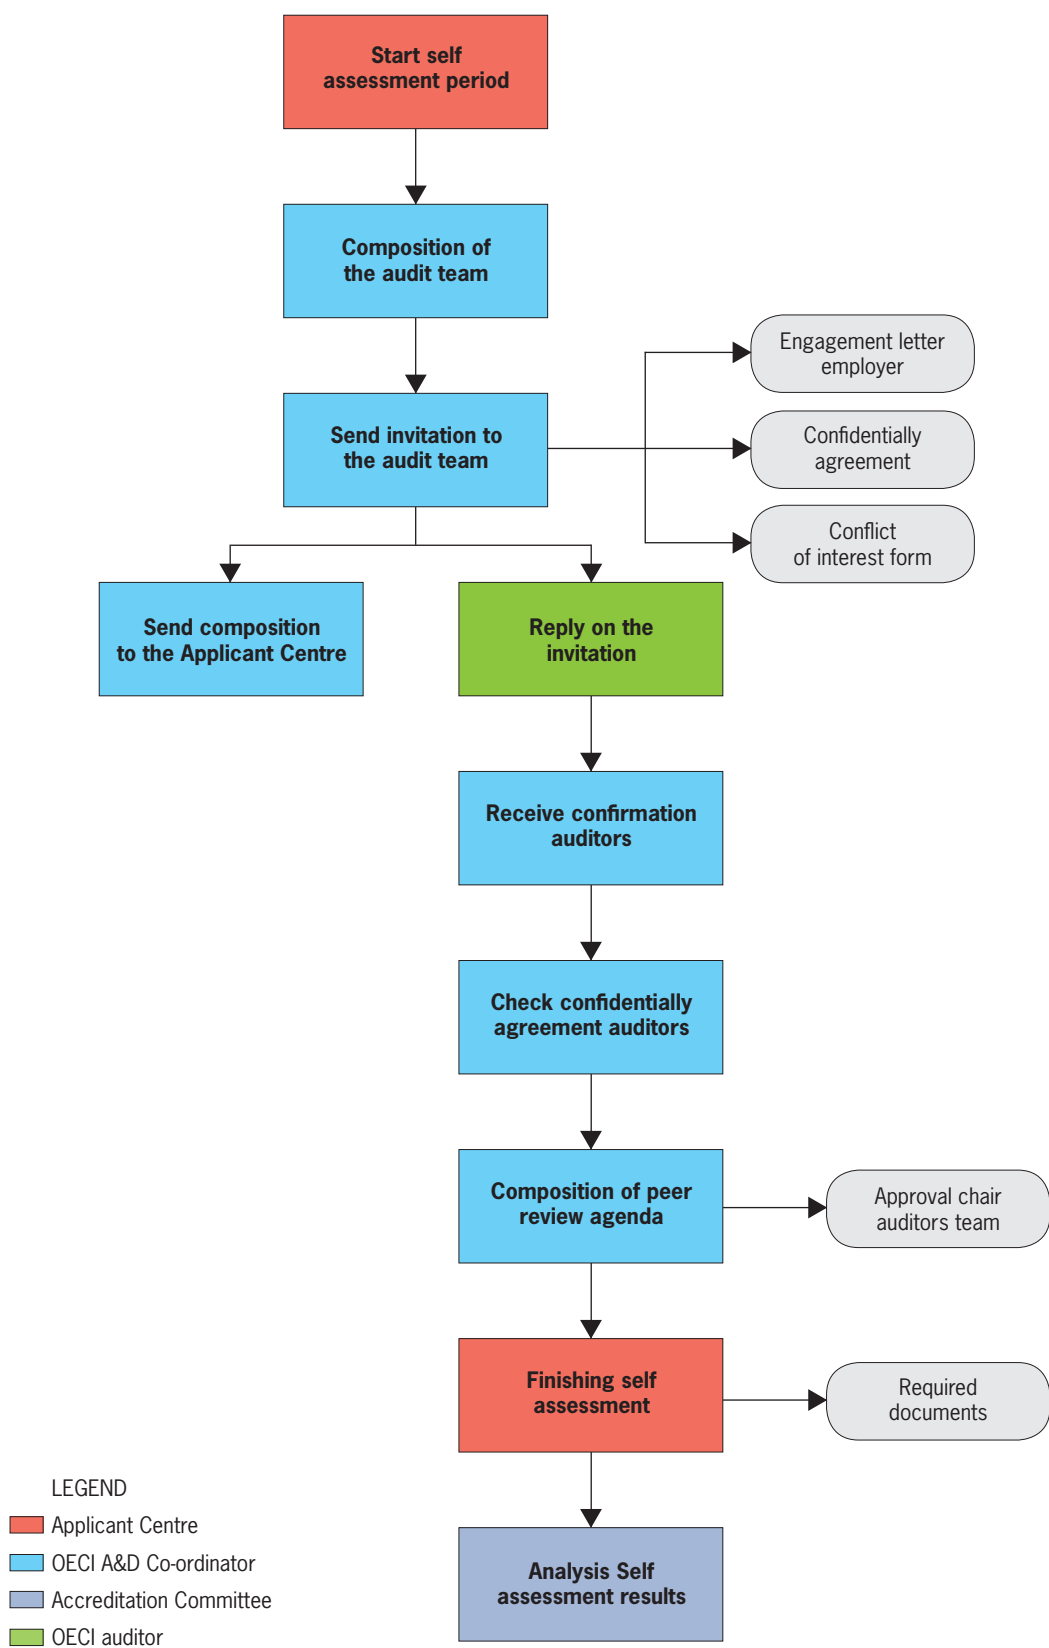 Start self
assessment period
Composition of
the audit team
Send invitation to
the audit team
Engagement letter
employer
Confidentially
agreement
Conflict
of interest form
Send composition
to the Applicant Centre
Reply on the
invitation
Receive confirmation
auditors
Check confidentially
agreement auditors
Composition of peer
review agenda
Approval chair
auditors team
Finishing self
assessment
Required
documents
Analysis Self
assessment results
LEGEND
Applicant Centre
OECI A&D Co-ordinator
Accreditation Committee
OECI auditor